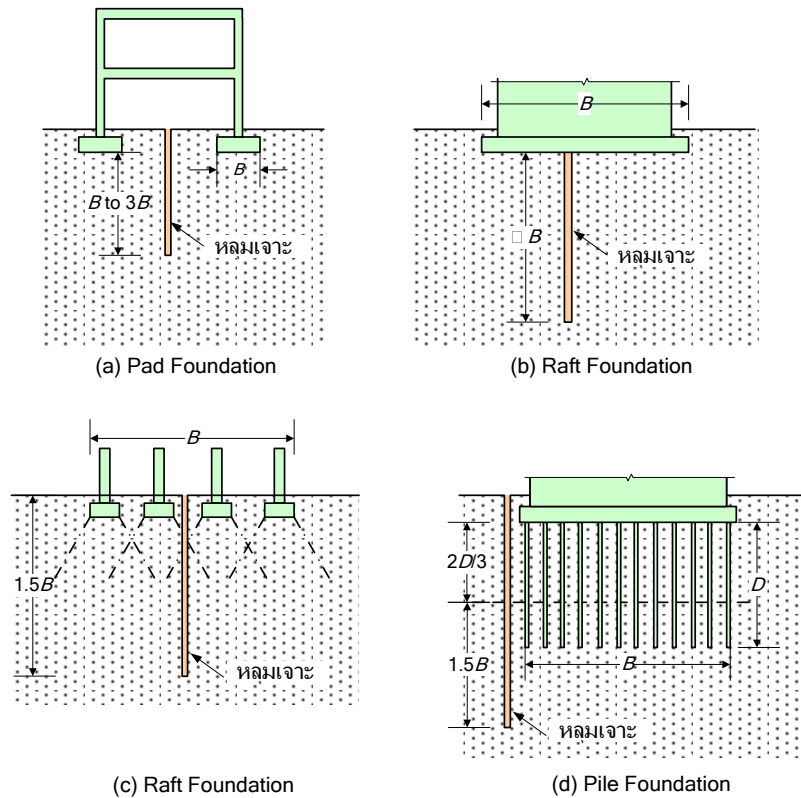 B to 3B
B
หลมเจาะ
(a) Pad Foundation
B
□ B
หลมเจาะ
(b) Raft Foundation
B
1.5B
หลมเจาะ
(c) Raft Foundation
2D/3
D
1.5B
B
หลมเจาะ
(d) Pile Foundation